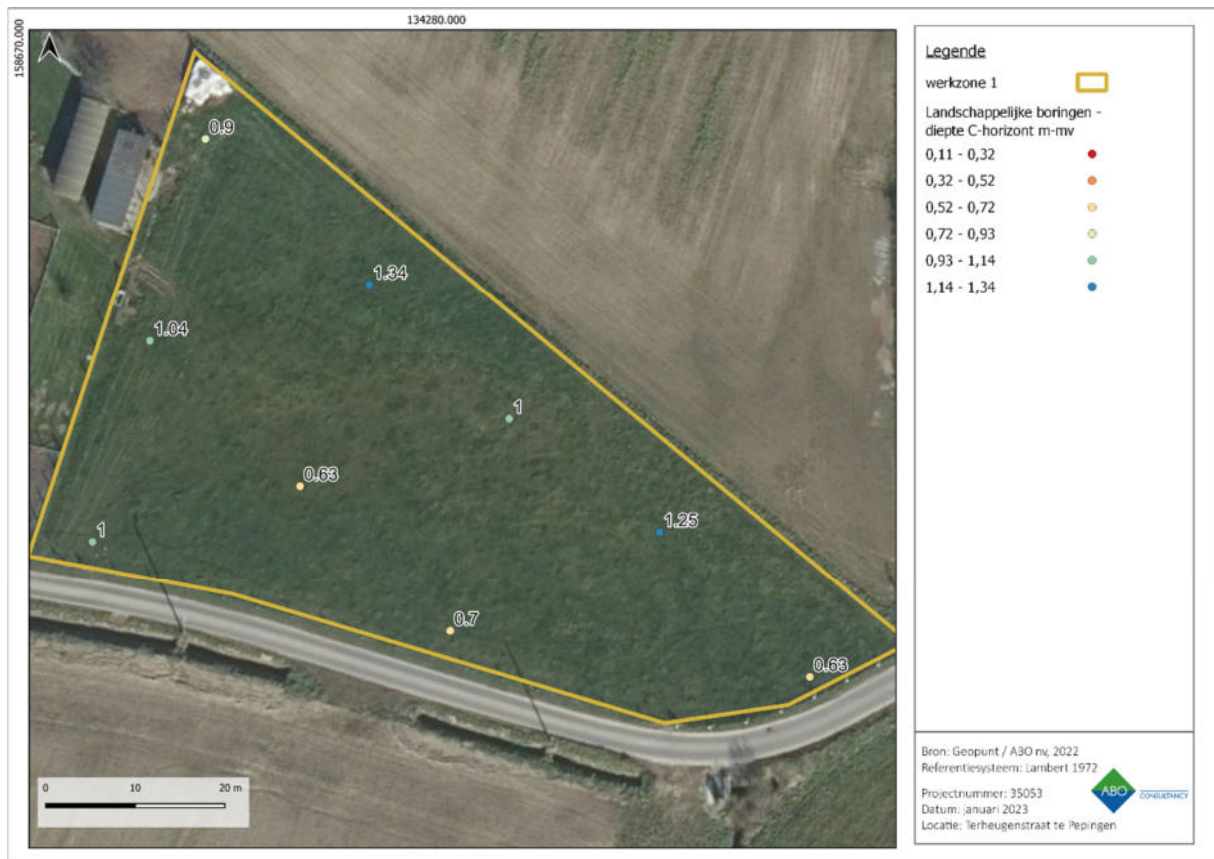 134280.000
158670.000
0.9
1.34
1.04
1
0.63
1.25
1
0.7
0.63
0 10 20 m
Legende
werkzone 1
Landschappelijke boringen -
diepte C-horizont m-mv
0,11 - 0,32
0,32 - 0,52
0,52 - 0,72
0,72 - 0,93
0,93 - 1,14
1,14 - 1,34
Bron: Geopunt / ABO nv, 2022
Referentiesysteem: Lambert 1972
Projectnummer: 35053
Datum: januari 2023
Locatie: Terheugenstraat te Pepingen
ABO
CONSULTANCY